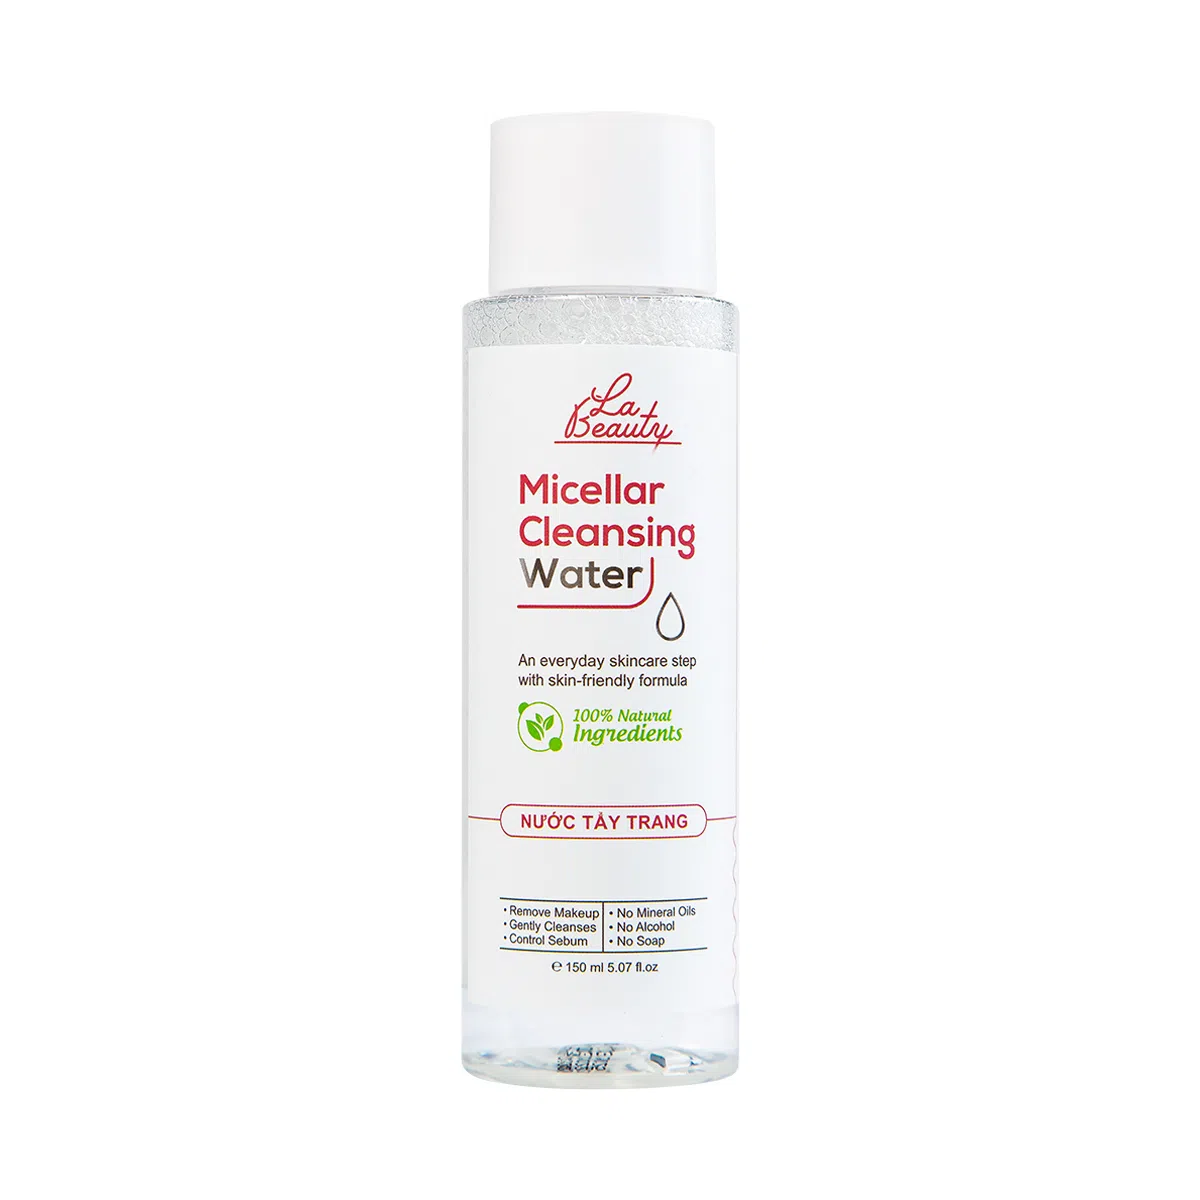 La
Beauty
Micellar
Cleansing
Water
An everyday skincare step
with skin-friendly formula
100% Natural
Ingredients
NƯỚC TẨY TRANG
• Remove Makeup
• Gently Cleanses
• Control Sebum
• No Mineral Oils
• No Alcohol
• No Soap
℮ 150 ml 5.07 fl.oz